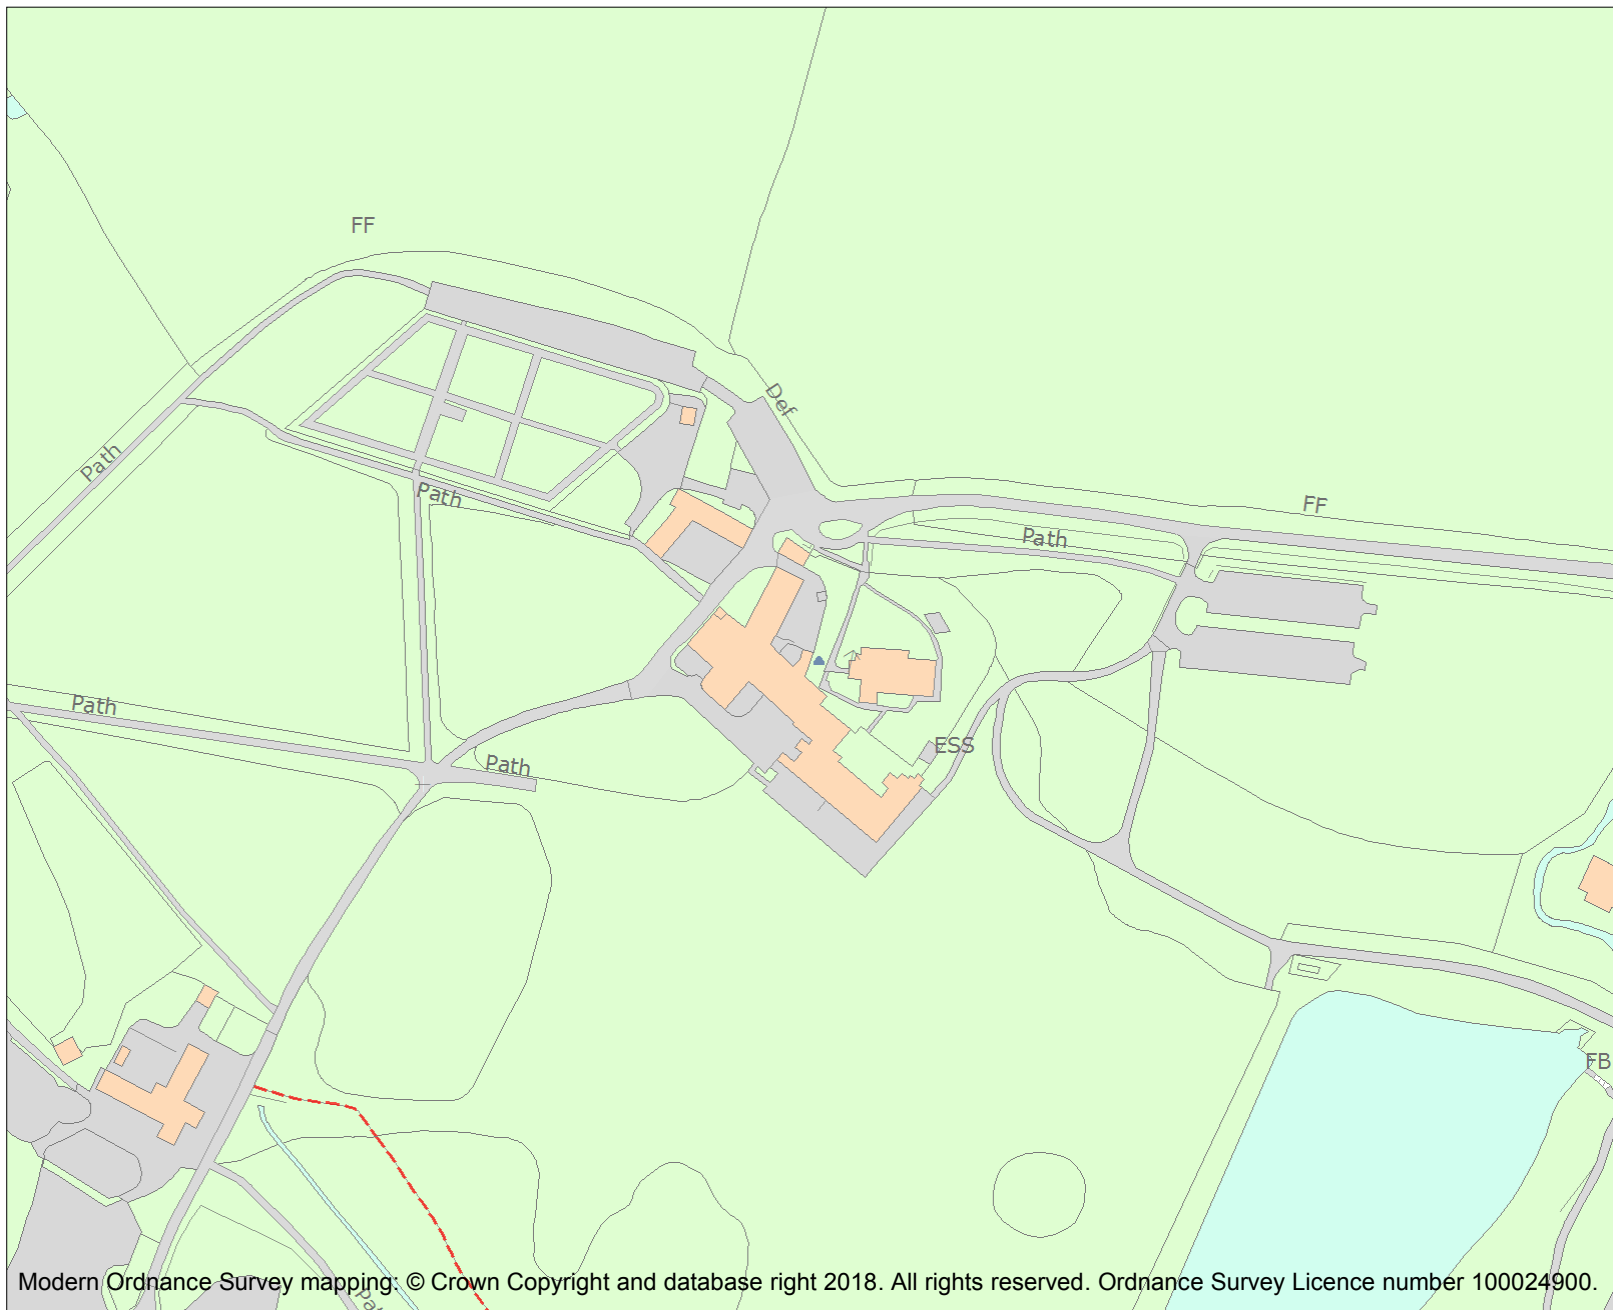 FF
Def
Path
Path
FF
Path
Path
ESS
Path
FB
Modern Ordnance Survey mapping: © Crown Copyright and database right 2018. All rights reserved. Ordnance Survey Licence number 100024900.